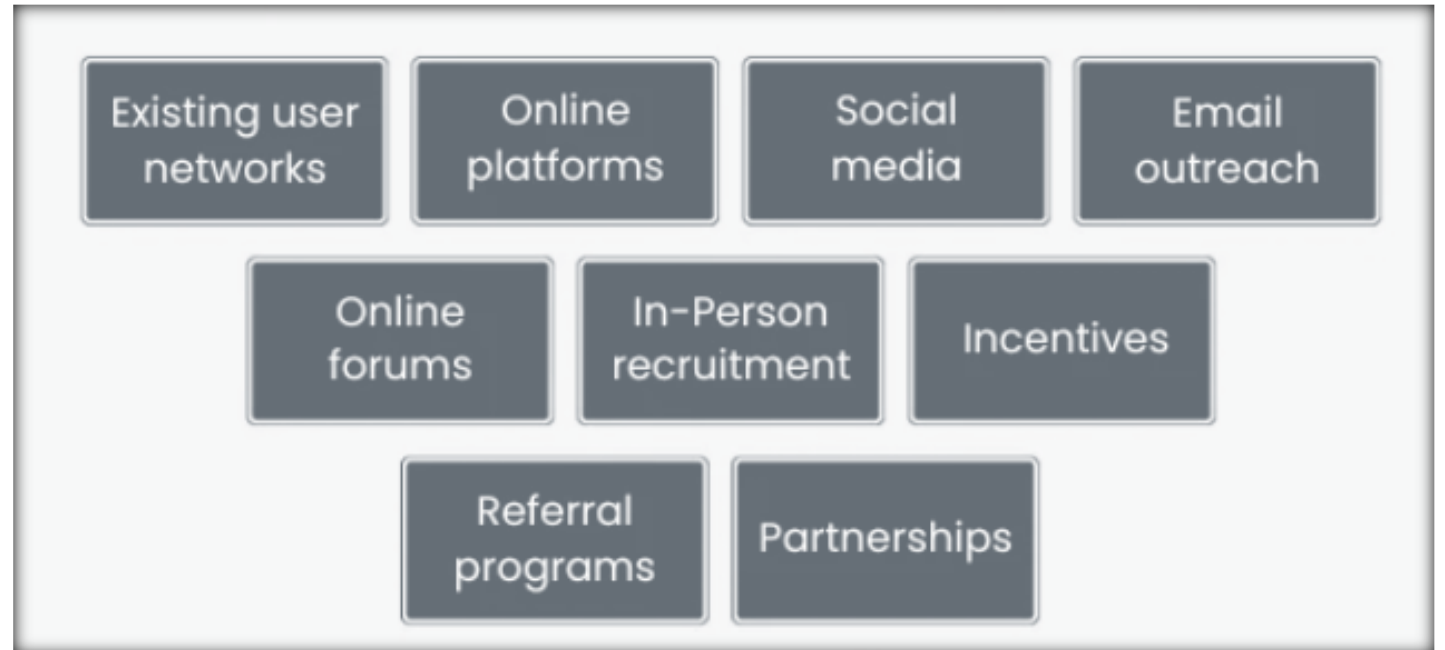 Existing user
networks
Online
platforms
Social
media
Email
outreach
Online
forums
In-Person
recruitment
Incentives
Referral
programs
Partnerships